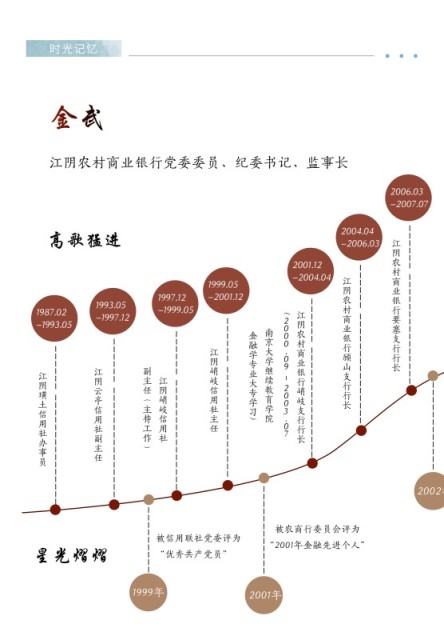 时光记忆
金武
江阴农村商业银行党委委员、纪委书记、监事长
高歌猛进
1987.02
-1993.05
江阴璜土信用社办事员
1993.05
-1997.12
江阴云亭信用社副主任
1997.12
-1999.05
江阴峭岐信用社
副主任（主持工作）
1999.05
-2001.12
江阴峭岐信用社主任
2001.12
-2004.04
江阴农村商业银行峭岐支行行长
(2000.09-2003.07
南京大学继续教育学院
金融学专业大专学习)
2004.04
-2006.03
江阴农村商业银行顾山支行行长
2006.03
-2007.07
江阴农村商业银行要塞支行行长
星光熠熠
被信用联社党委评为
“优秀共产党员”
1999年
被农商行委员会评为
“2001年金融先进个人”
2001年
2002